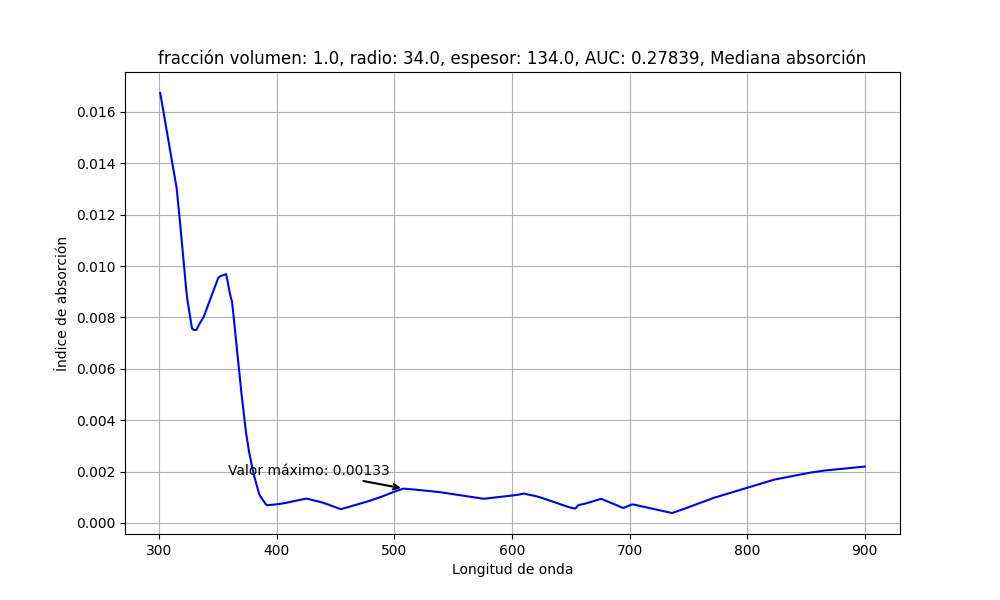 fracción volumen: 1.0, radio: 34.0, espesor: 134.0, AUC: 0.27839, Mediana absorción
Índice de absorción
0.016
0.014
0.012
0.010
0.008
0.006
0.004
0.002
0.000
Valor máximo: 0.00133
300 400 500 600 700 800 900
Longitud de onda